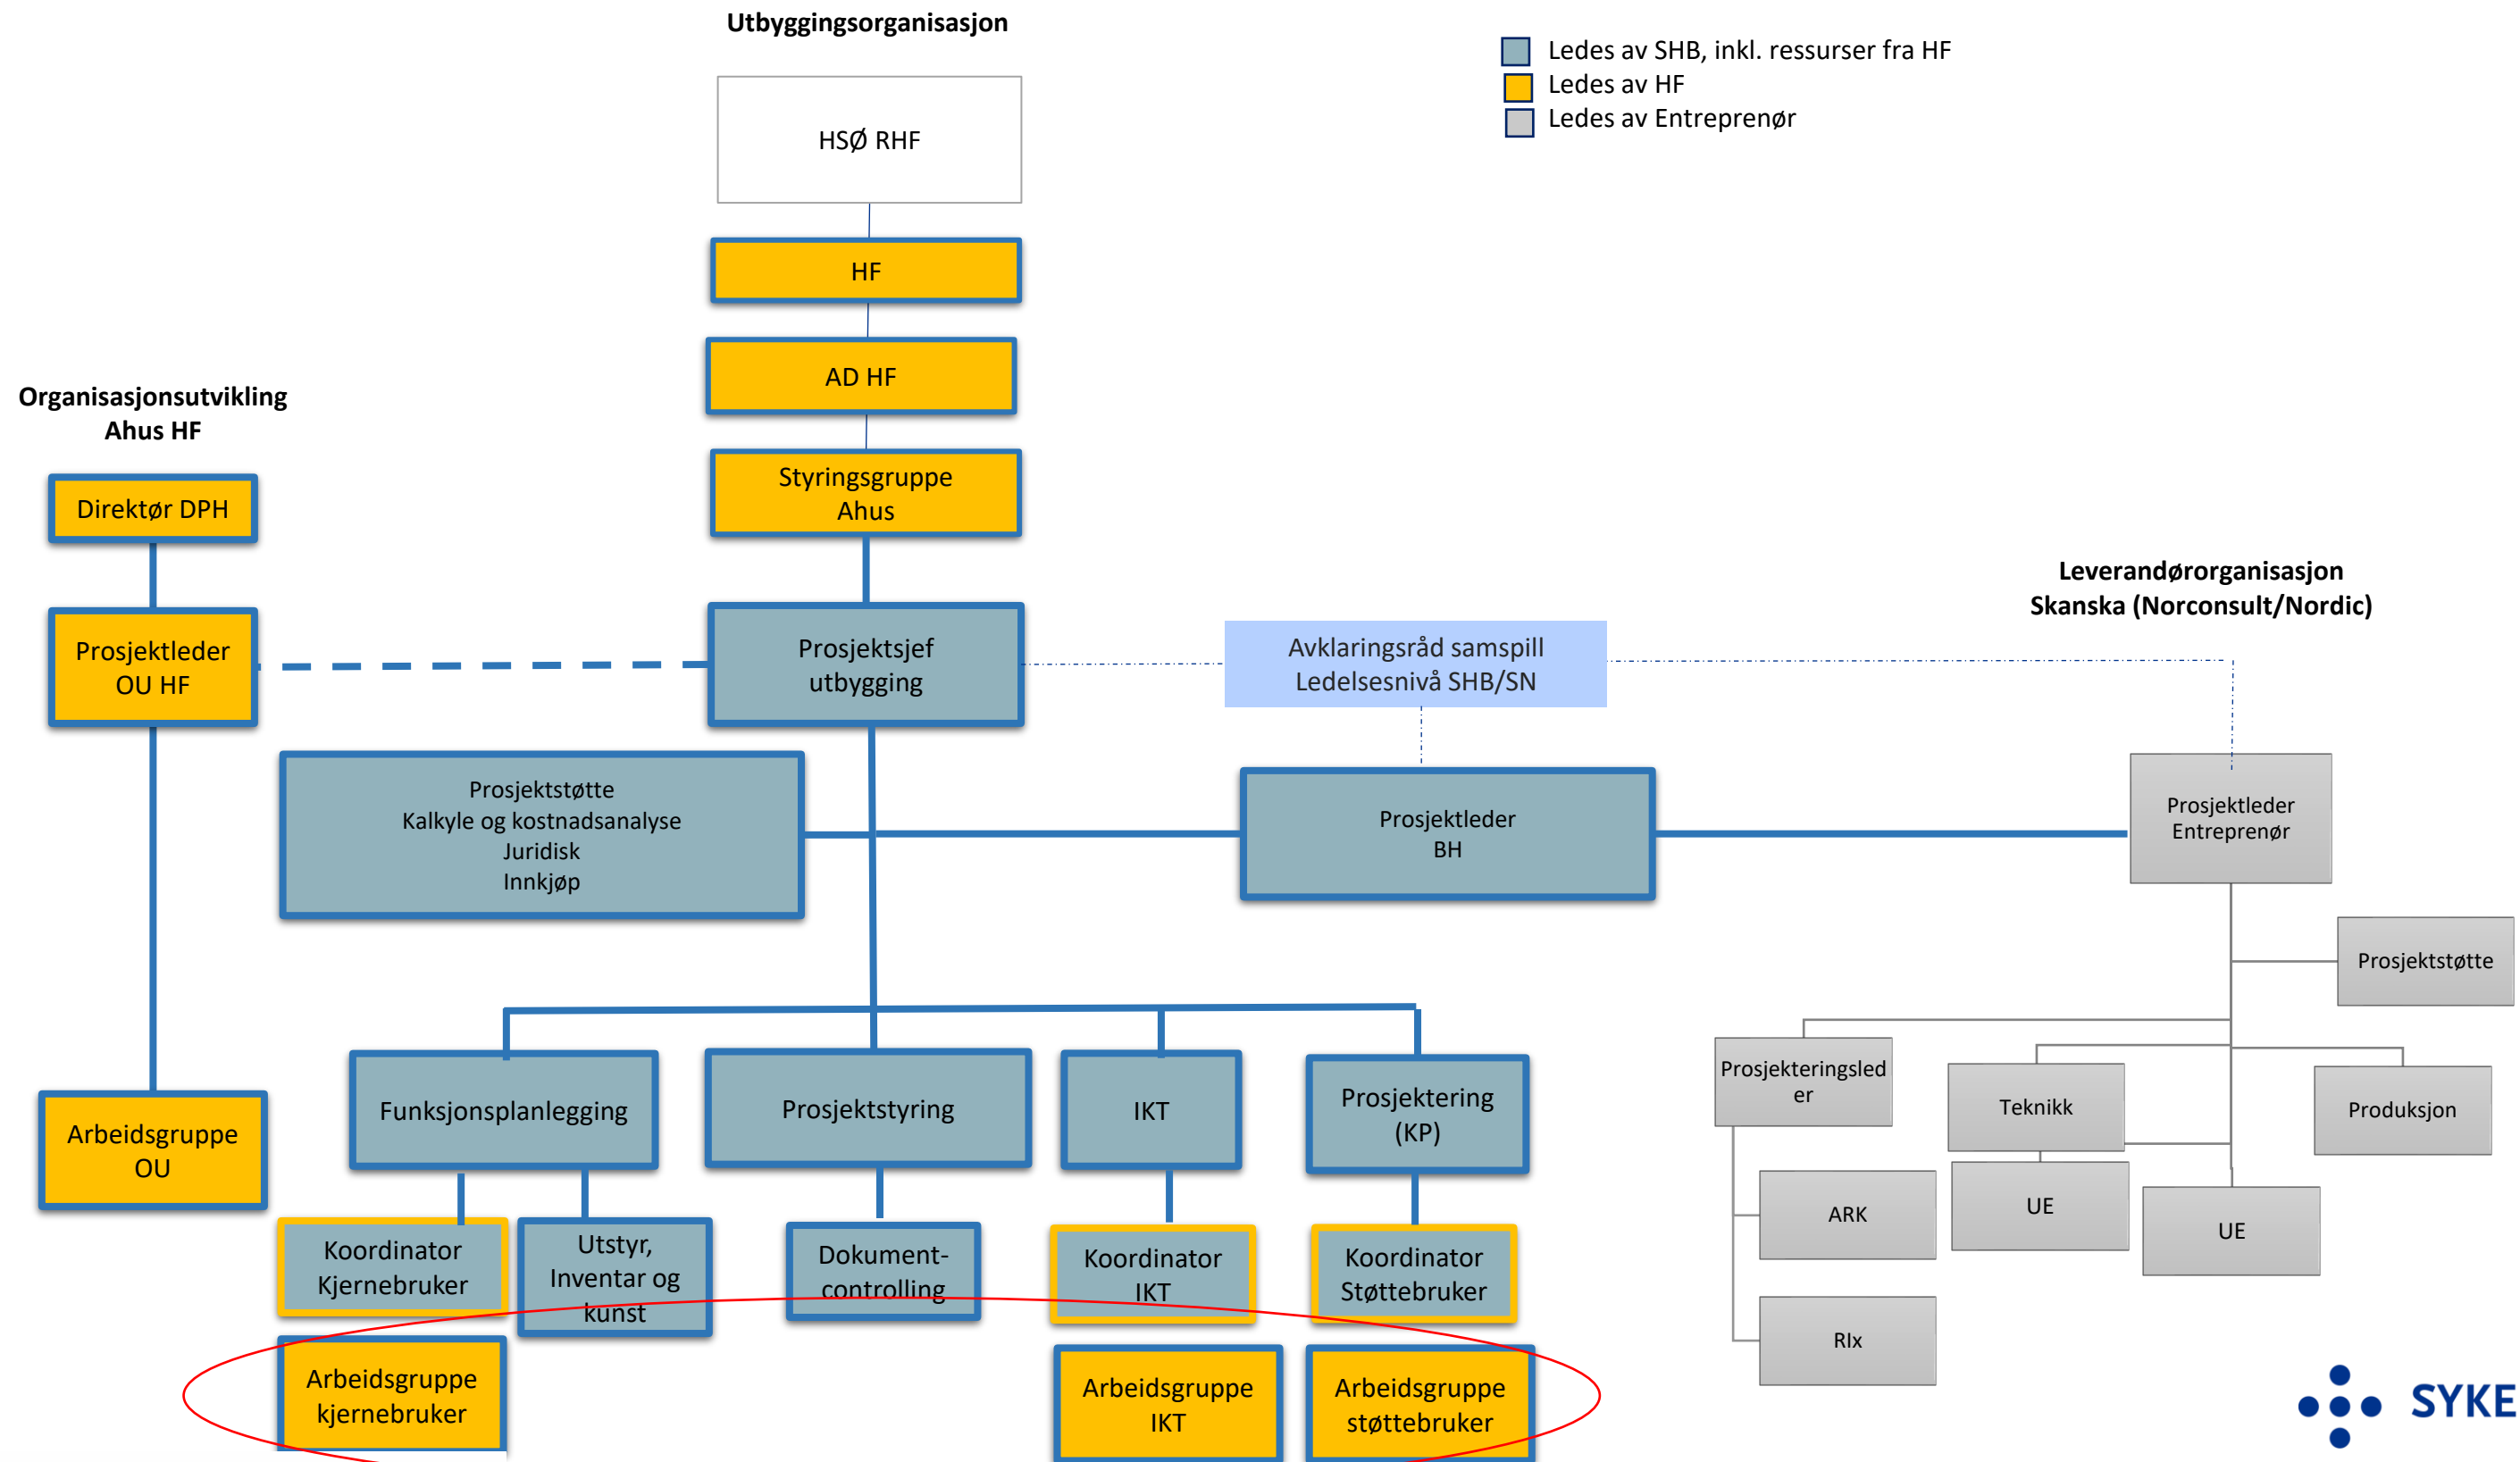 Utbyggingsorganisasjon
Ledes av SHB, inkl. ressurser fra HF
Ledes av HF
Ledes av Entreprenør
HSØ RHF
HF
AD HF
Styringsgruppe
Ahus
Organisasjonsutvikling
Ahus HF
Direktør DPH
Prosjektleder
OU HF
Arbeidsgruppe
OU
Prosjektsjef
utbygging
Avklaringsråd samspill
Ledelsesnivå SHB/SN
Leverandørorganisasjon
Skanska (Norconsult/Nordic)
Prosjektstøtte
Kalkyle og kostnadsanalyse
Juridisk
Innkjøp
Prosjektleder
BH
Prosjektleder
Entreprenør
Prosjektstøtte
Funksjonsplanlegging
Prosjektstyring
IKT
Prosjektering
(KP)
Prosjekteringsled
er
Teknikk
Produksjon
ARK
UE
UE
RIx
Koordinator
Kjernebruker
Utstyr,
Inventar og
kunst
Dokument-
controlling
Koordinator
IKT
Koordinator
Støttebruker
Arbeidsgruppe
kjernebruker
Arbeidsgruppe
IKT
Arbeidsgruppe
støttebruker
SYKE